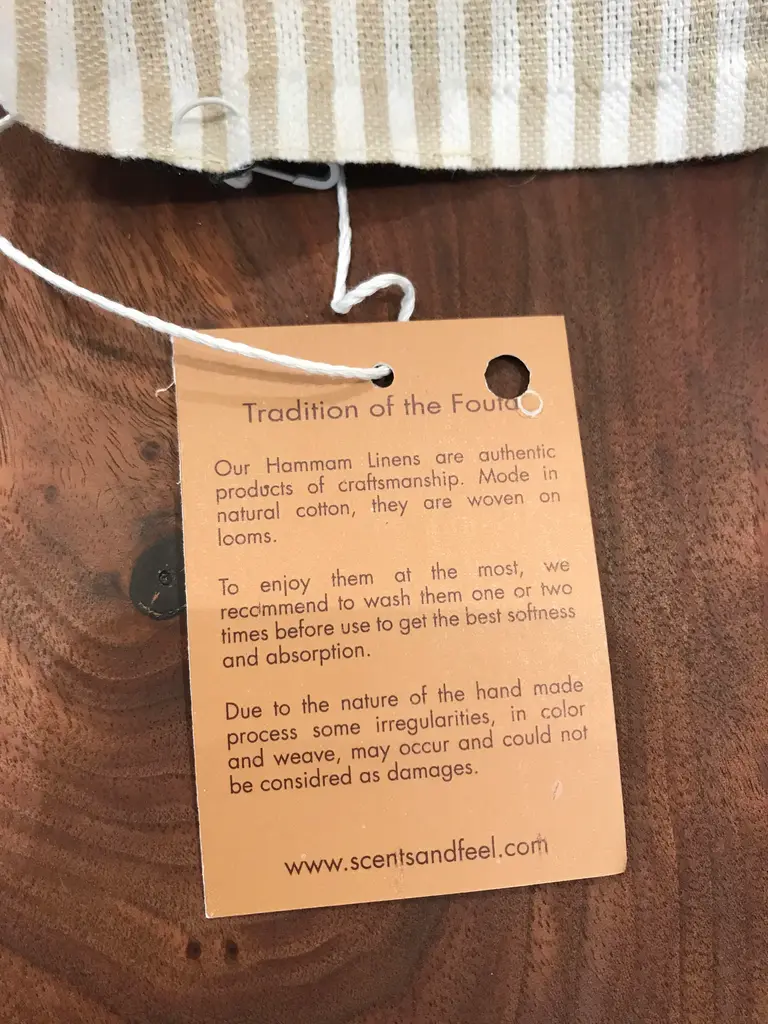 Tradition of the Fouta
Our Hammam Linens are authentic
products of craftsmanship. Mode in
natural cotton, they are woven on
looms.
To enjoy them at the most, we
recommend to wash them one or two
times before use to get the best softness
and absorption.
Due to the nature of the hand made
process some irregularities, in color
and weave, may occur and could not
be considred as damages.
www.scentsandfeel.com